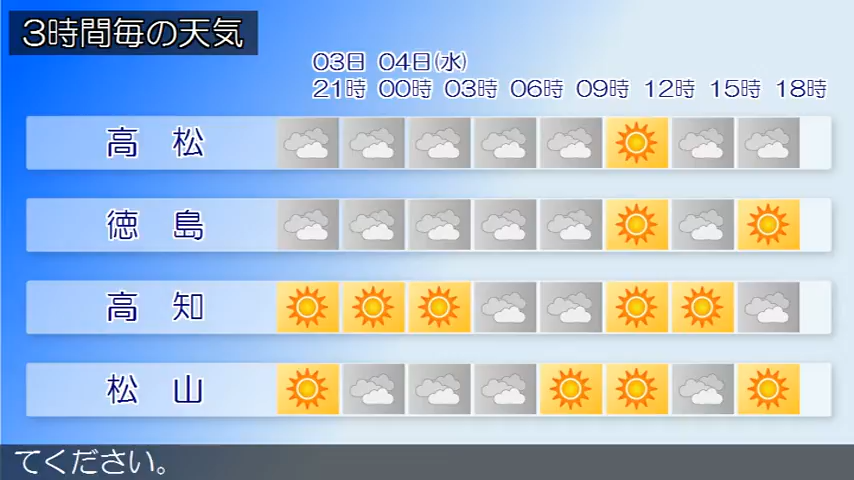 3時間毎の天気
03日 04日(水)
21時 00時 03時 06時 09時 12時 15時 18時
高 松
徳 島
高 知
松 山
てください。